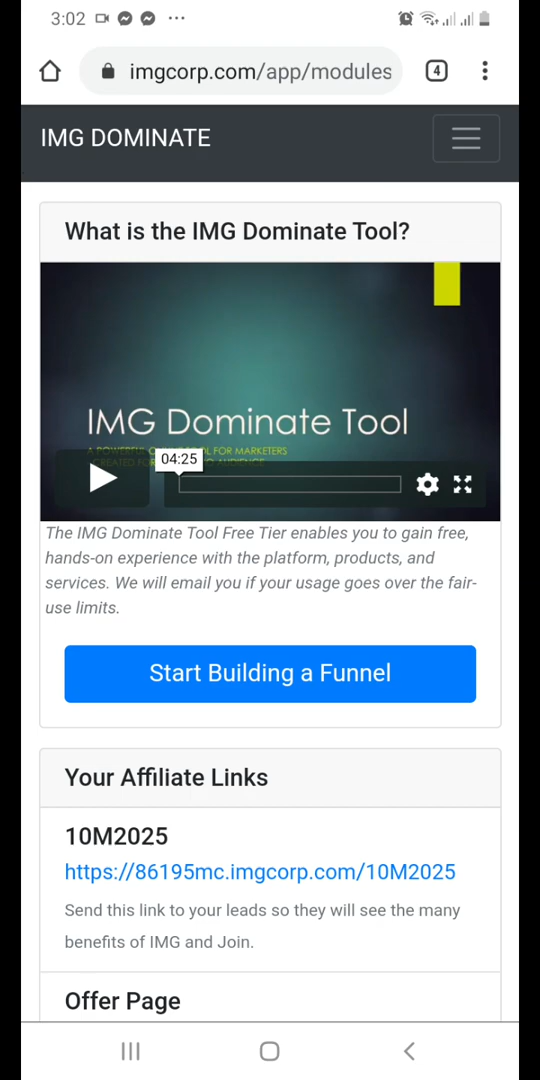 3:02
imgcorp.com/app/modules
4
IMG DOMINATE
What is the IMG Dominate Tool?
IMG Dominate Tool
04:25
The IMG Dominate Tool Free Tier enables you to gain free,
hands-on experience with the platform, products, and
services. We will email you if your usage goes over the fair-
use limits.
Start Building a Funnel
Your Affiliate Links
10M2025
https://86195mc.imgcorp.com/10M2025
Send this link to your leads so they will see the many
benefits of IMG and Join.
Offer Page